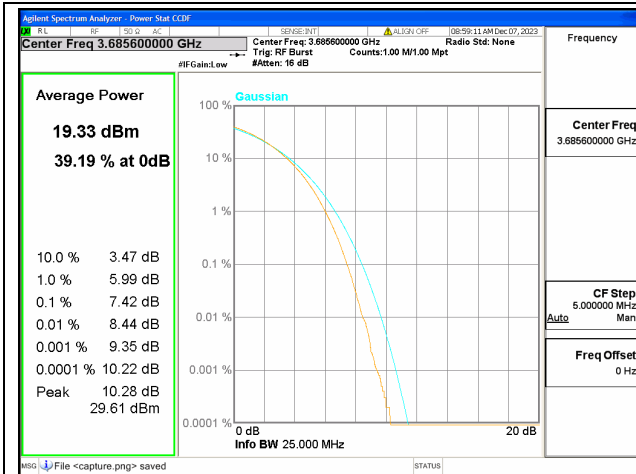 Agilent Spectrum Analyzer - Power Stat CCDF
RL RF 50 Ω AC SENSE:INT ALIGN OFF 08:59:11 AM Dec 07, 2023
Center Freq 3.685600000 GHz
Center Freq: 3.685600000 GHz Radio Std: None
Trig: RF Burst Counts:1.00 M/1.00 Mpt
#IFGain:Low #Atten: 16 dB
Frequency
Average Power
19.33 dBm
39.19 % at 0dB
10.0 % 3.47 dB
1.0 % 5.99 dB
0.1 % 7.42 dB
0.01 % 8.44 dB
0.001 % 9.35 dB
0.0001 % 10.22 dB
Peak 10.28 dB
29.61 dBm
Gaussian
100 %
10 %
1 %
0.1 %
0.01 %
0.001 %
0.0001 %
0 dB 20 dB
Info BW 25.000 MHz
Center Freq
3.685600000 GHz
CF Step
5.000000 MHz
Auto Man
Freq Offset
0 Hz
MSG File <capture.png> saved STATUS